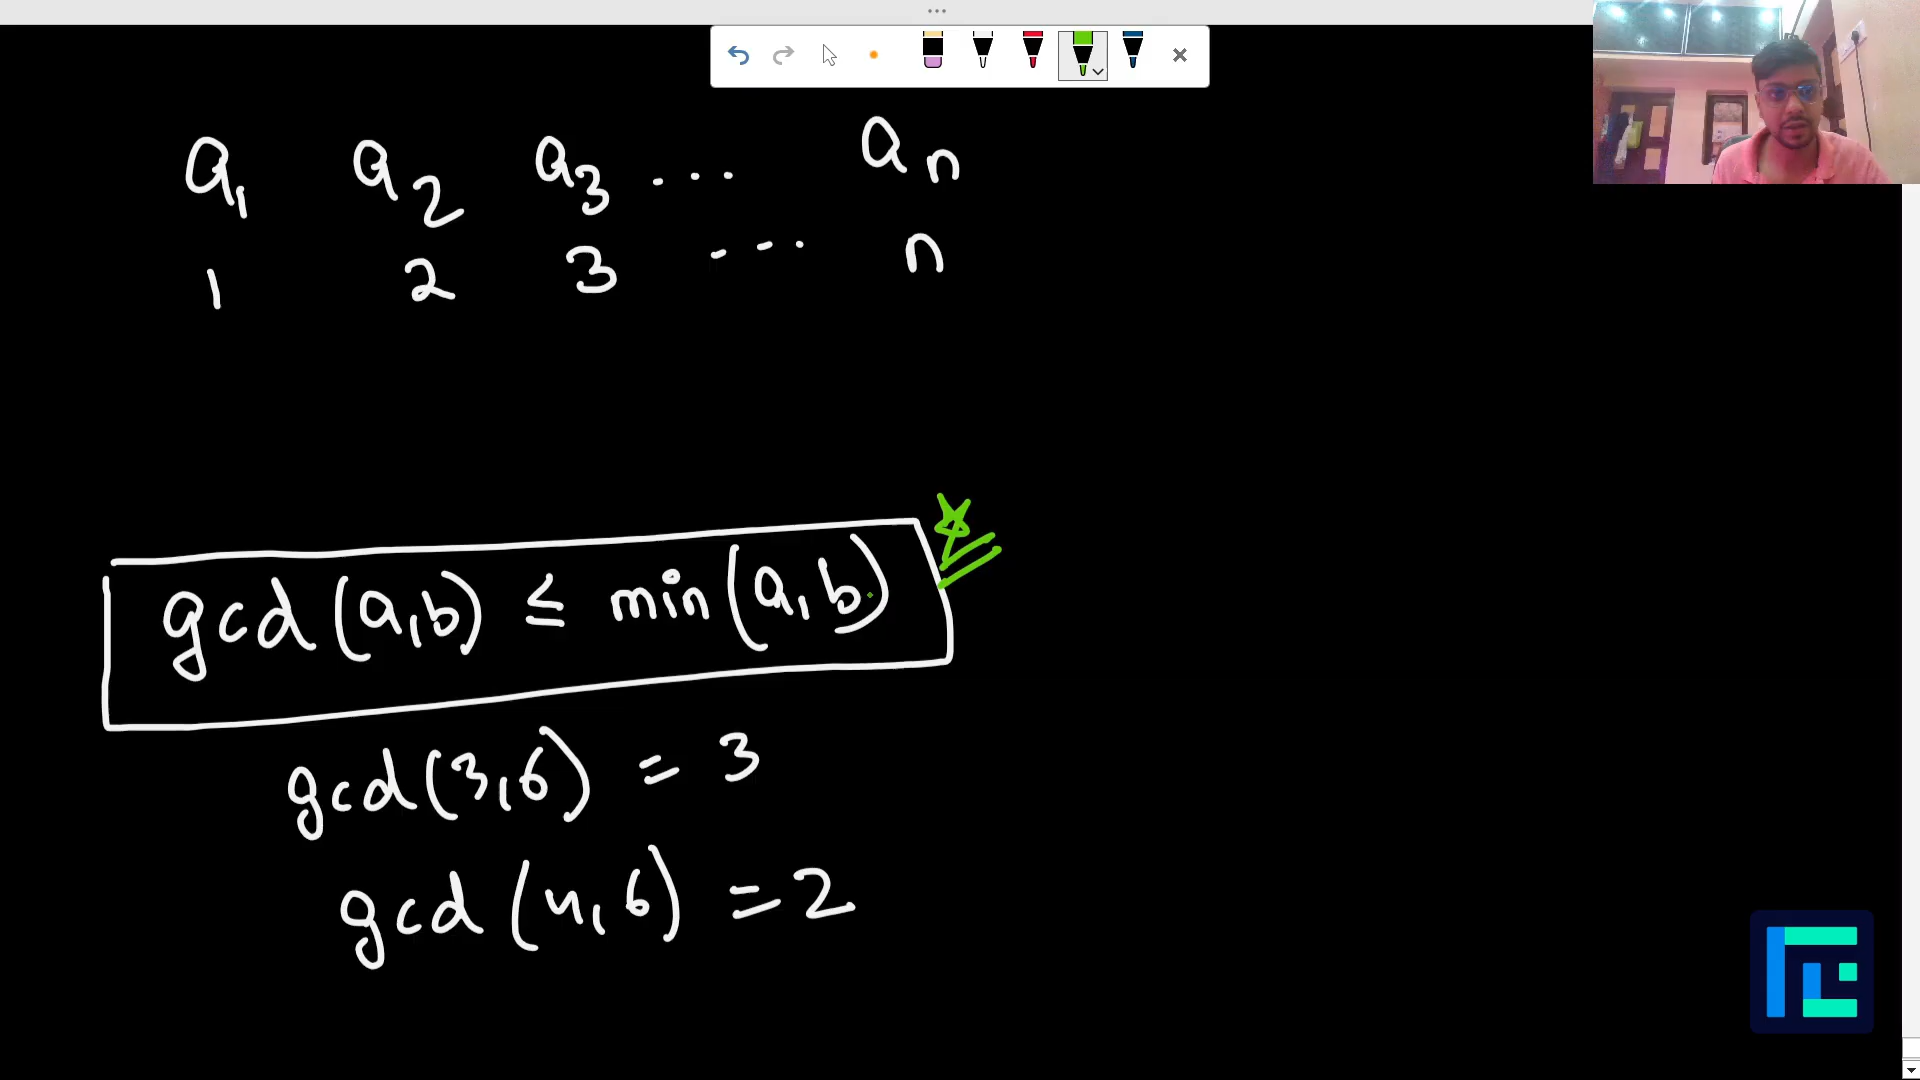 a₁ a₂ a₃ ... aₙ
1 2 3 ... n
gcd(a,b) ≤ min(a,b)
gcd(3,6) = 3
gcd(4,6) = 2